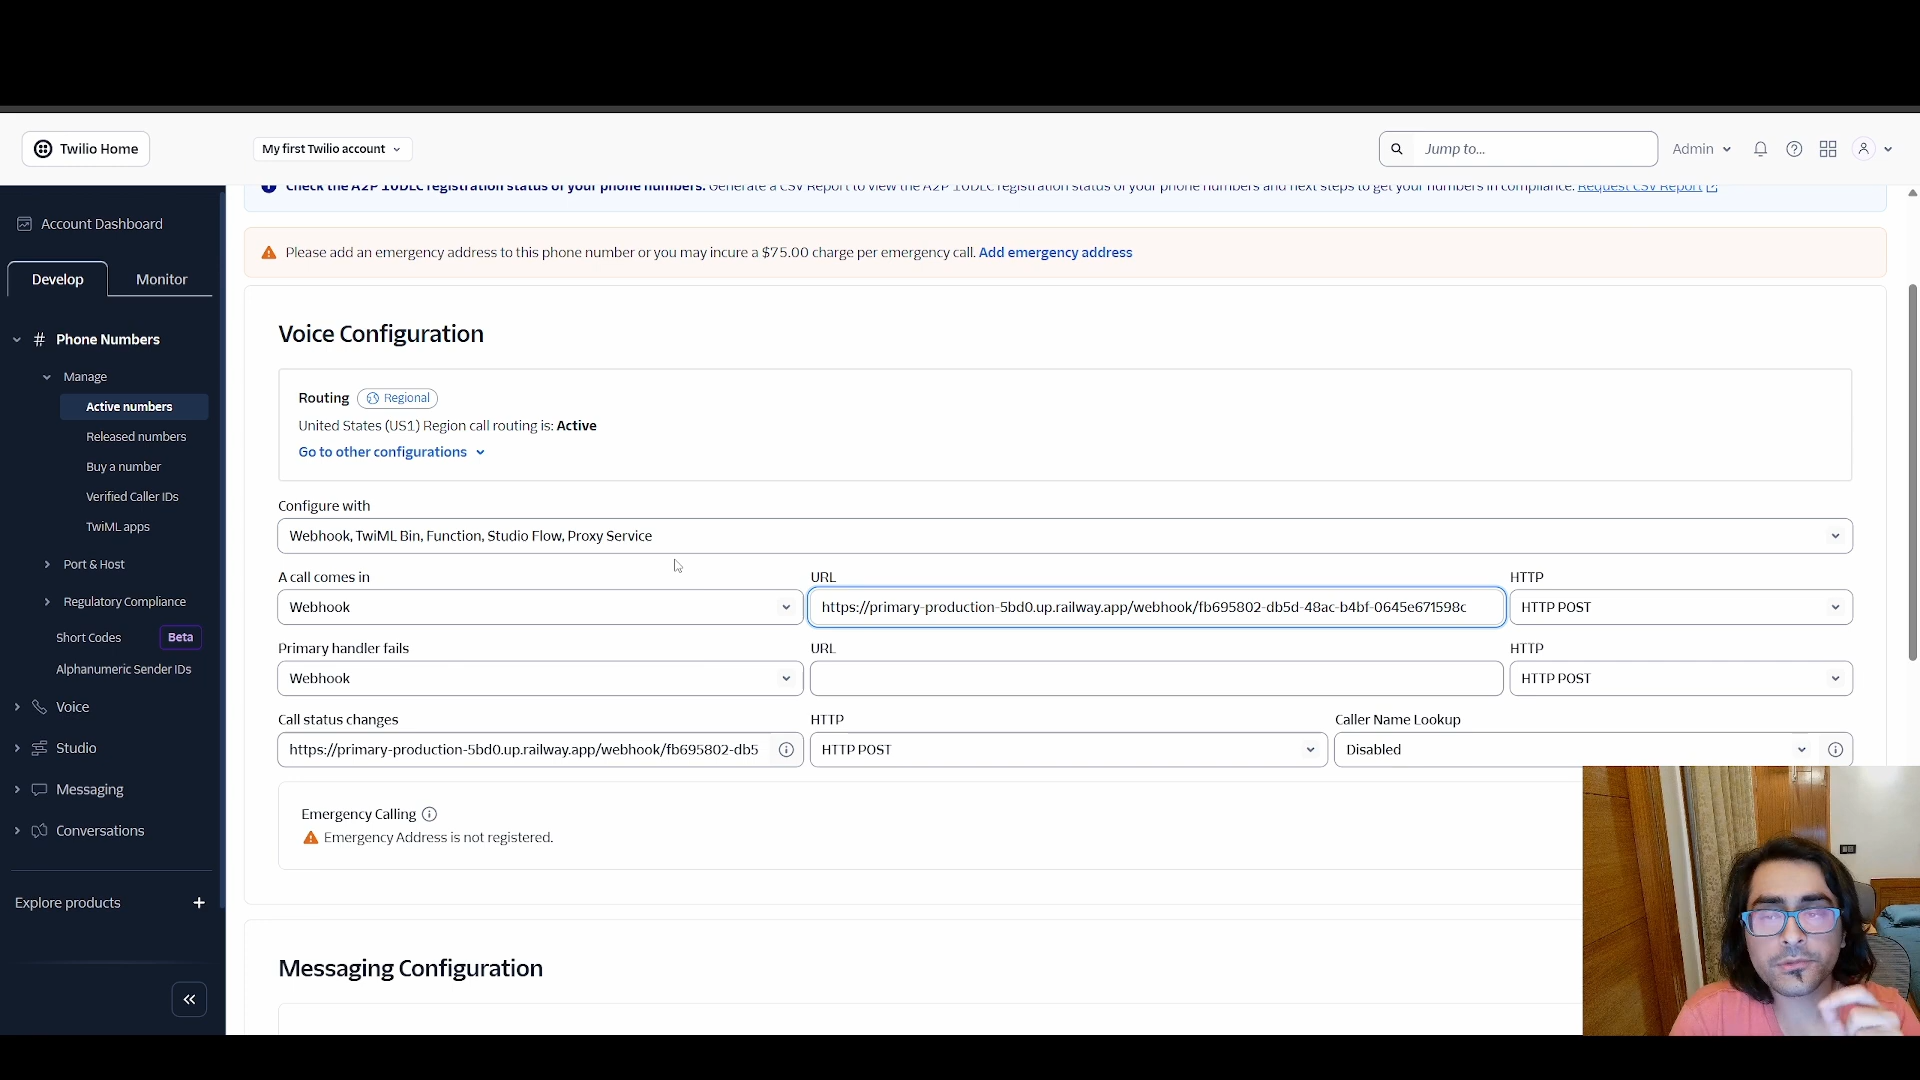 Twilio Home
My first Twilio account
Jump to...
Admin
Account Dashboard
Develop
Monitor
# Phone Numbers
Manage
Active numbers
Released numbers
Buy a number
Verified Caller IDs
TwiML apps
Port & Host
Regulatory Compliance
Short Codes Beta
Alphanumeric Sender IDs
Voice
Studio
Messaging
Conversations
Explore products +
Check the A2P 10DLC registration status of your phone numbers. Generate a CSV Report to view the A2P 10DLC registration status of your phone numbers and next steps to get your numbers in compliance. Request CSV Report
Please add an emergency address to this phone number or you may incure a $75.00 charge per emergency call. Add emergency address
Voice Configuration
Routing Regional
United States (US1) Region call routing is: Active
Go to other configurations
Configure with
Webhook, TwiML Bin, Function, Studio Flow, Proxy Service
A call comes in URL HTTP
Webhook https://primary-production-5bd0.up.railway.app/webhook/fb695802-db5d-48ac-b4bf-0645e671598c HTTP POST
Primary handler fails URL HTTP
Webhook HTTP POST
Call status changes HTTP Caller Name Lookup
https://primary-production-5bd0.up.railway.app/webhook/fb695802-db5 HTTP POST Disabled
Emergency Calling
Emergency Address is not registered.
Messaging Configuration